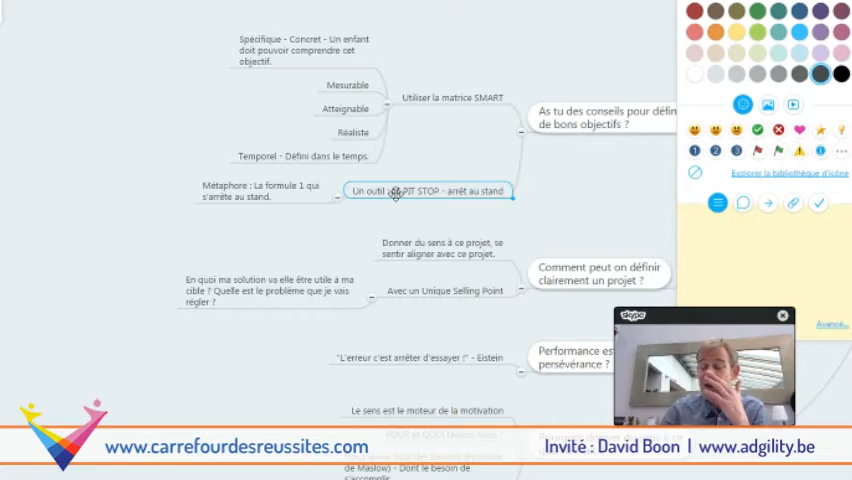 Spécifique - Concret - Un enfant
doit pouvoir comprendre cet
objectif.
Mesurable
Utiliser la matrice SMART
Atteignable
Réaliste
Temporel - Défini dans le temps.
As tu des conseils pour défin
de bons objectifs ?
Métaphore : La formule 1 qui
s'arrête au stand.
Un outil : PIT STOP - arrêt au stand
Explorer la bibliothèque d'icône
Donner du sens à ce projet, se
sentir aligner avec ce projet.
En quoi ma solution va elle être utile à ma
cible ? Quelle est le problème que je vais
régler ?
Avec un Unique Selling Point
Comment peut on définir
clairement un projet ?
Avancé...
skype
"L'erreur c'est arrêter d'essayer !" - Eistein
Performance es
persévérance ?
Le sens est le moteur de la motivation
www.carrefourdesreussites.com
Invité : David Boon | www.adgility.be
de Maslow) - Dont le besoin de
s'accomplir